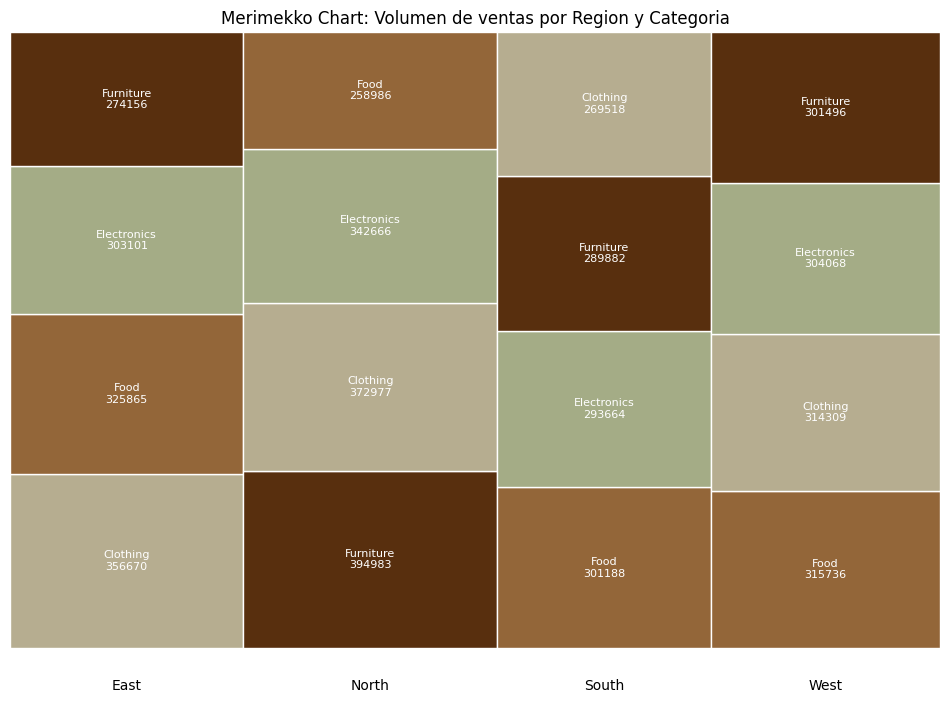 Merimekko Chart: Volumen de ventas por Region y Categoria
Furniture
274156
Electronics
303101
Food
325865
Clothing
356670
Food
258986
Electronics
342666
Clothing
372977
Furniture
394983
Clothing
269518
Furniture
289882
Electronics
293664
Food
301188
Furniture
301496
Electronics
304068
Clothing
314309
Food
315736
East
North
South
West